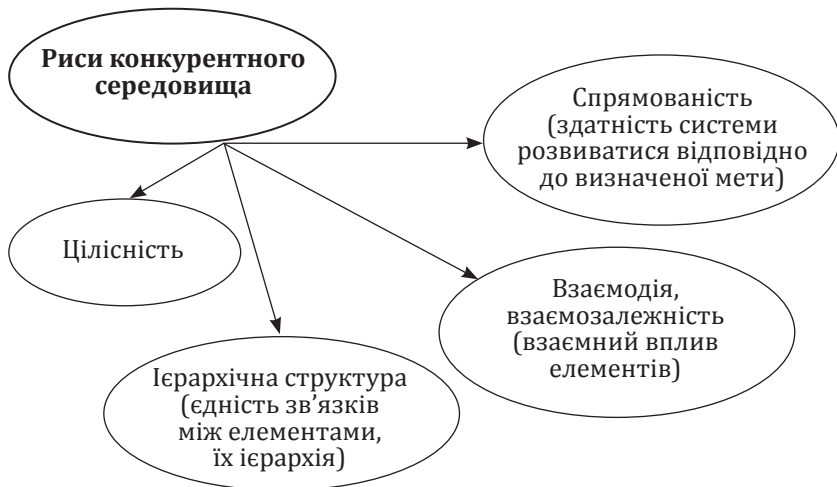 Риси конкурентного
середовища
Спрямованість
(здатність системи
розвиватися відповідно
до визначеної мети)
Цілісність
Взаємодія,
взаємозалежність
(взаємний вплив
елементів)
Ієрархічна структура
(єдність зв’язків
між елементами,
їх ієрархія)